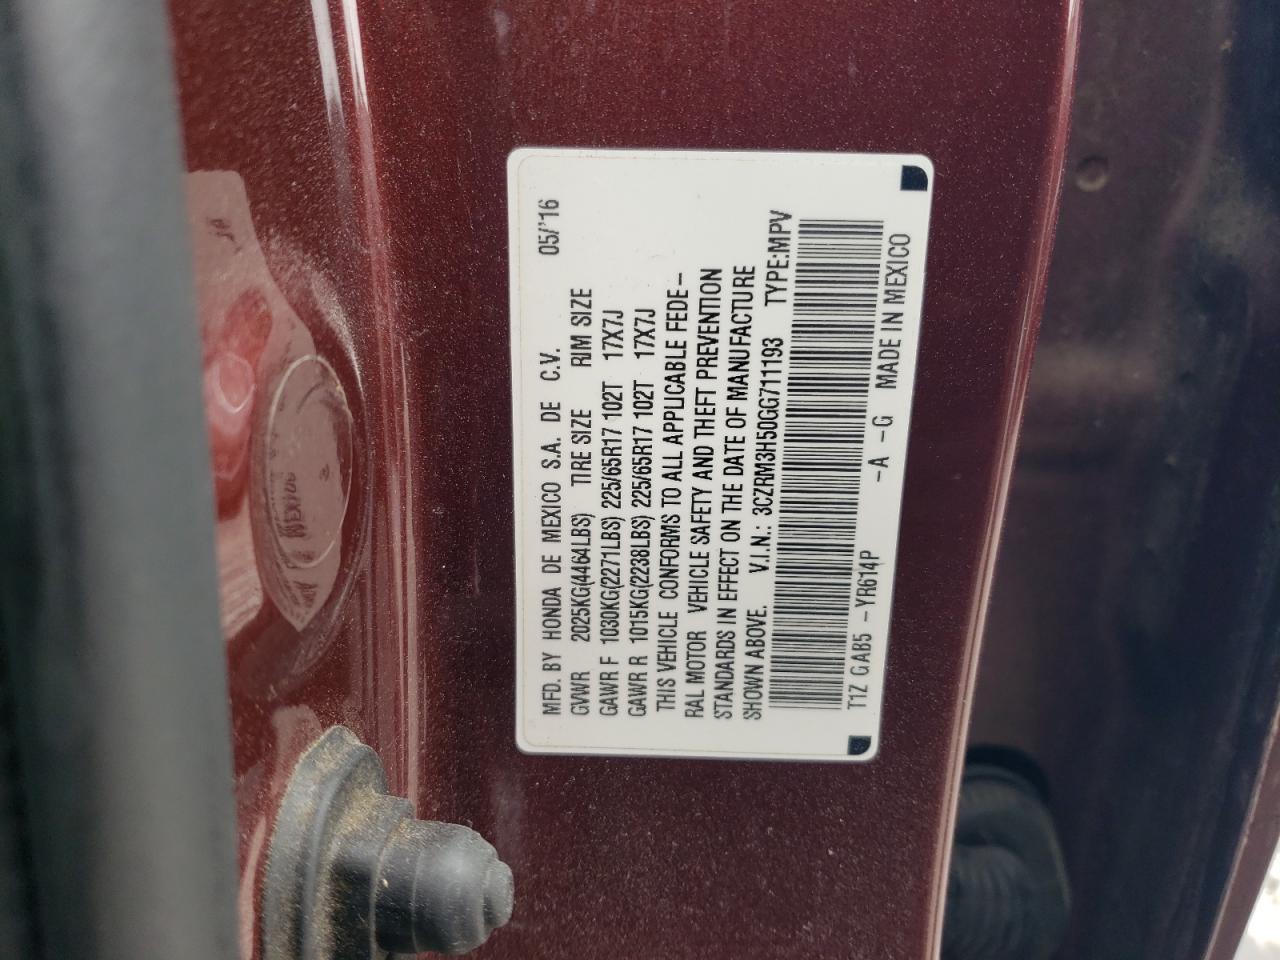 MFD. BY HONDA DE MEXICO S.A. DE C.V. 05/'16
GVWR 2025KG(4464LBS) TIRE SIZE RIM SIZE
GAWR F 1030KG(2271LBS) 225/65R17 102T 17X7J
GAWR R 1015KG(2238LBS) 225/65R17 102T 17X7J
THIS VEHICLE CONFORMS TO ALL APPLICABLE FEDE-
RAL MOTOR VEHICLE SAFETY AND THEFT PREVENTION
STANDARDS IN EFFECT ON THE DATE OF MANUFACTURE
SHOWN ABOVE. V.I.N.: 3CZRM3H50GG711193 TYPE:MPV
T1Z GAB5 -YR614P -A -G MADE IN MEXICO